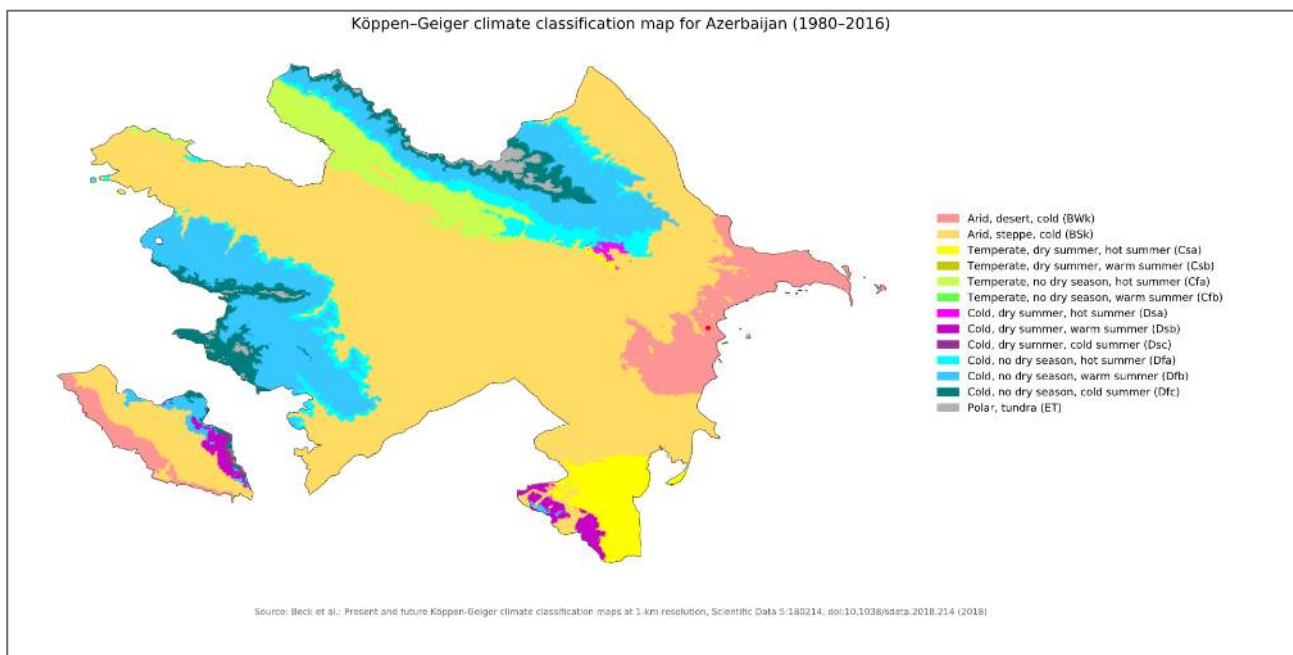 Köppen–Geiger climate classification map for Azerbaijan (1980–2016)
Arid, desert, cold (BWk)
Arid, steppe, cold (BSk)
Temperate, dry summer, hot summer (Csa)
Temperate, dry summer, warm summer (Csb)
Temperate, no dry season, hot summer (Cfa)
Temperate, no dry season, warm summer (Cfb)
Cold, dry summer, hot summer (Dsa)
Cold, dry summer, warm summer (Dsb)
Cold, dry summer, cold summer (Dsc)
Cold, no dry season, hot summer (Dfa)
Cold, no dry season, warm summer (Dfb)
Cold, no dry season, cold summer (Dfc)
Polar, tundra (ET)
Source: Beck et al.: Present and future Köppen-Geiger climate classification maps at 1-km resolution, Scientific Data 5:180214, doi:10.1038/sdata.2018.214 (2018)